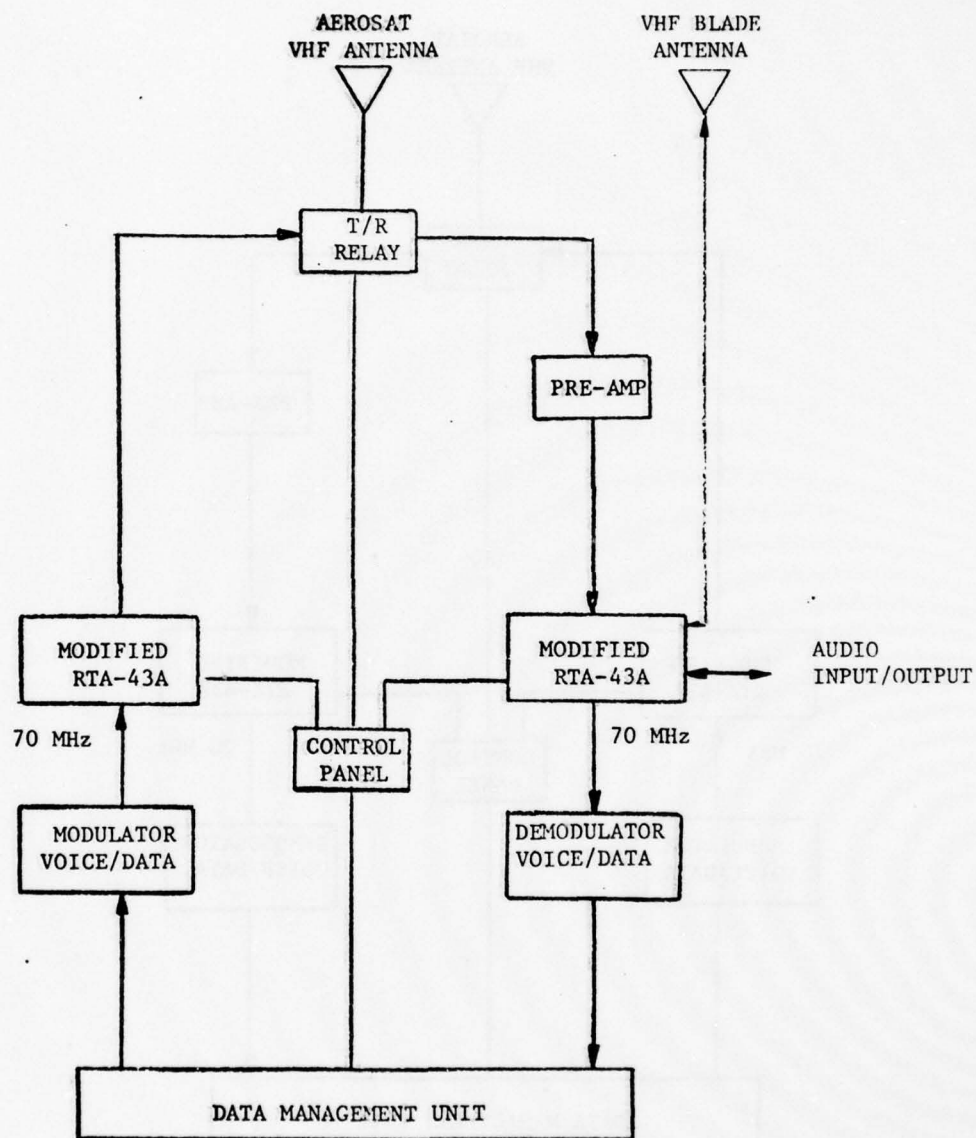 AEROSAT
VHF ANTENNA
VHF BLADE
ANTENNA
T/R
RELAY
PRE-AMP
MODIFIED
RTA-43A
MODIFIED
RTA-43A
AUDIO
INPUT/OUTPUT
70 MHz
70 MHz
CONTROL
PANEL
MODULATOR
VOICE/DATA
DEMODULATOR
VOICE/DATA
DATA MANAGEMENT UNIT